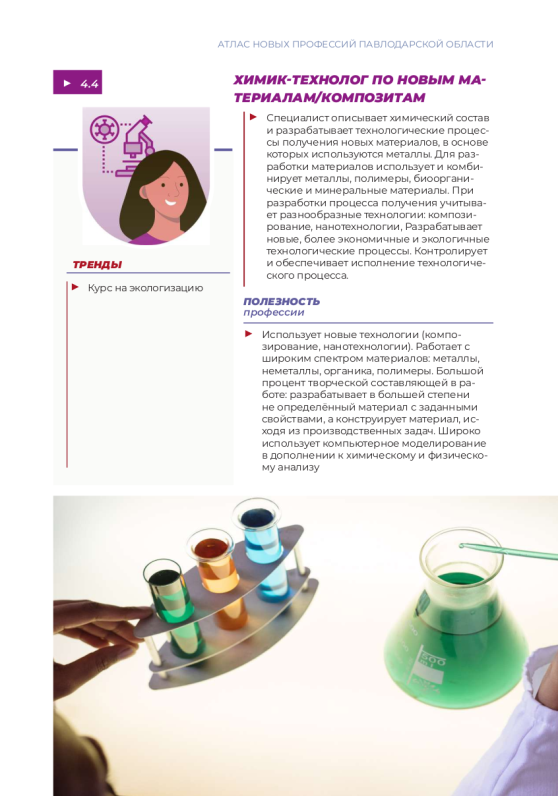 АТЛАС НОВЫХ ПРОФЕССИЙ ПАВЛОДАРСКОЙ ОБЛАСТИ
4.4
ХИМИК-ТЕХНОЛОГ ПО НОВЫМ МА-
ТЕРИАЛАМ/КОМПОЗИТАМ
Специалист описывает химический состав
и разрабатывает технологические процес-
сы получения новых материалов, в основе
которых используются металлы. Для раз-
работки материалов использует и комби-
нирует металлы, полимеры, биооргани-
ческие и минеральные материалы. При
разработки процесса получения учитыва-
ет разнообразные технологии: компози-
рование, нанотехнологии, Разрабатывает
новые, более экономичные и экологичные
технологические процессы. Контролирует
и обеспечивает исполнение технологиче-
ского процесса.
ТРЕНДЫ
Курс на экологизацию
ПОЛЕЗНОСТЬ
профессии
Использует новые технологии (компо-
зирование, нанотехнологии). Работает с
широким спектром материалов: металлы,
неметаллы, органика, полимеры. Большой
процент творческой составляющей в ра-
боте: разрабатывает в большей степени
не определённый материал с заданными
свойствами, а конструирует материал, ис-
ходя из производственных задач. Широко
использует компьютерное моделирование
в дополнении к химическому и физическо-
му анализу
500
ml